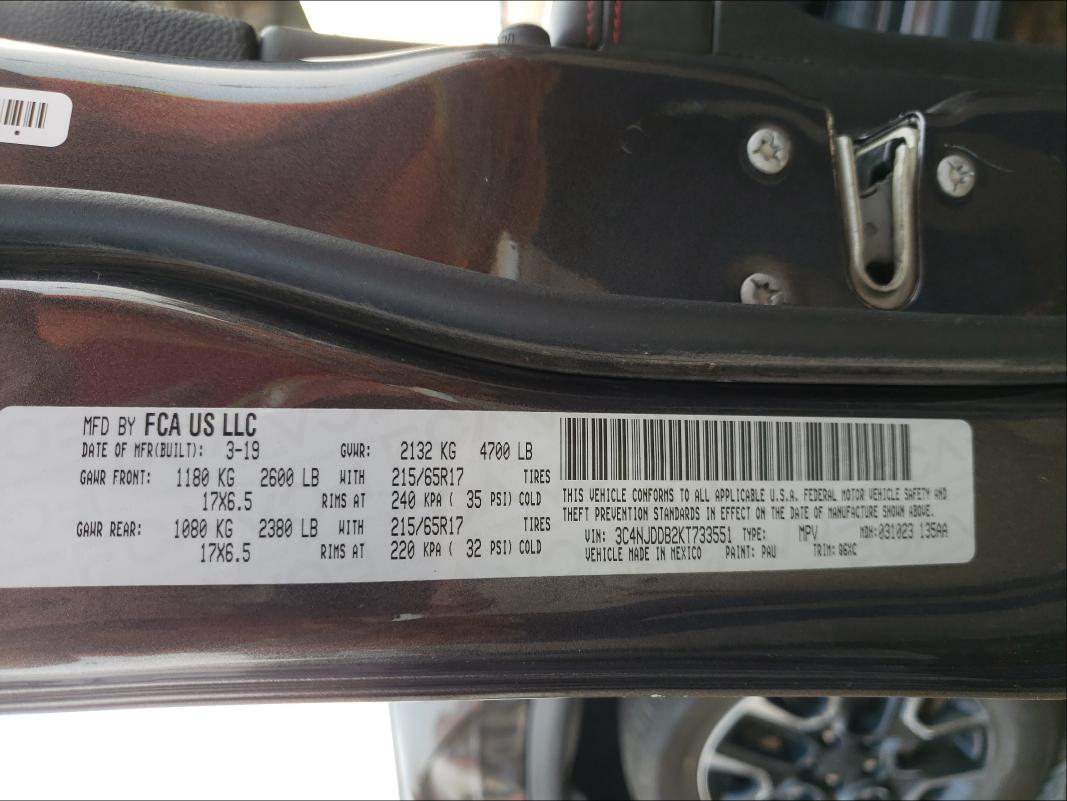 MFD BY FCA US LLC
DATE OF MFR(BUILT): 3-19 GVWR: 2132 KG 4700 LB
GAWR FRONT: 1180 KG 2600 LB WITH 215/65R17 TIRES
17X6.5 RIMS AT 240 KPA ( 35 PSI) COLD
GAWR REAR: 1080 KG 2380 LB WITH 215/65R17 TIRES
17X6.5 RIMS AT 220 KPA ( 32 PSI) COLD
THIS VEHICLE CONFORMS TO ALL APPLICABLE U.S.A. FEDERAL MOTOR VEHICLE SAFETY AND
THEFT PREVENTION STANDARDS IN EFFECT ON THE DATE OF MANUFACTURE SHOWN ABOVE.
VIN: 3C4NJDDB2KT733551 TYPE: MPV MDH:031023 135AA
VEHICLE MADE IN MEXICO PAINT: PAU TRIM: